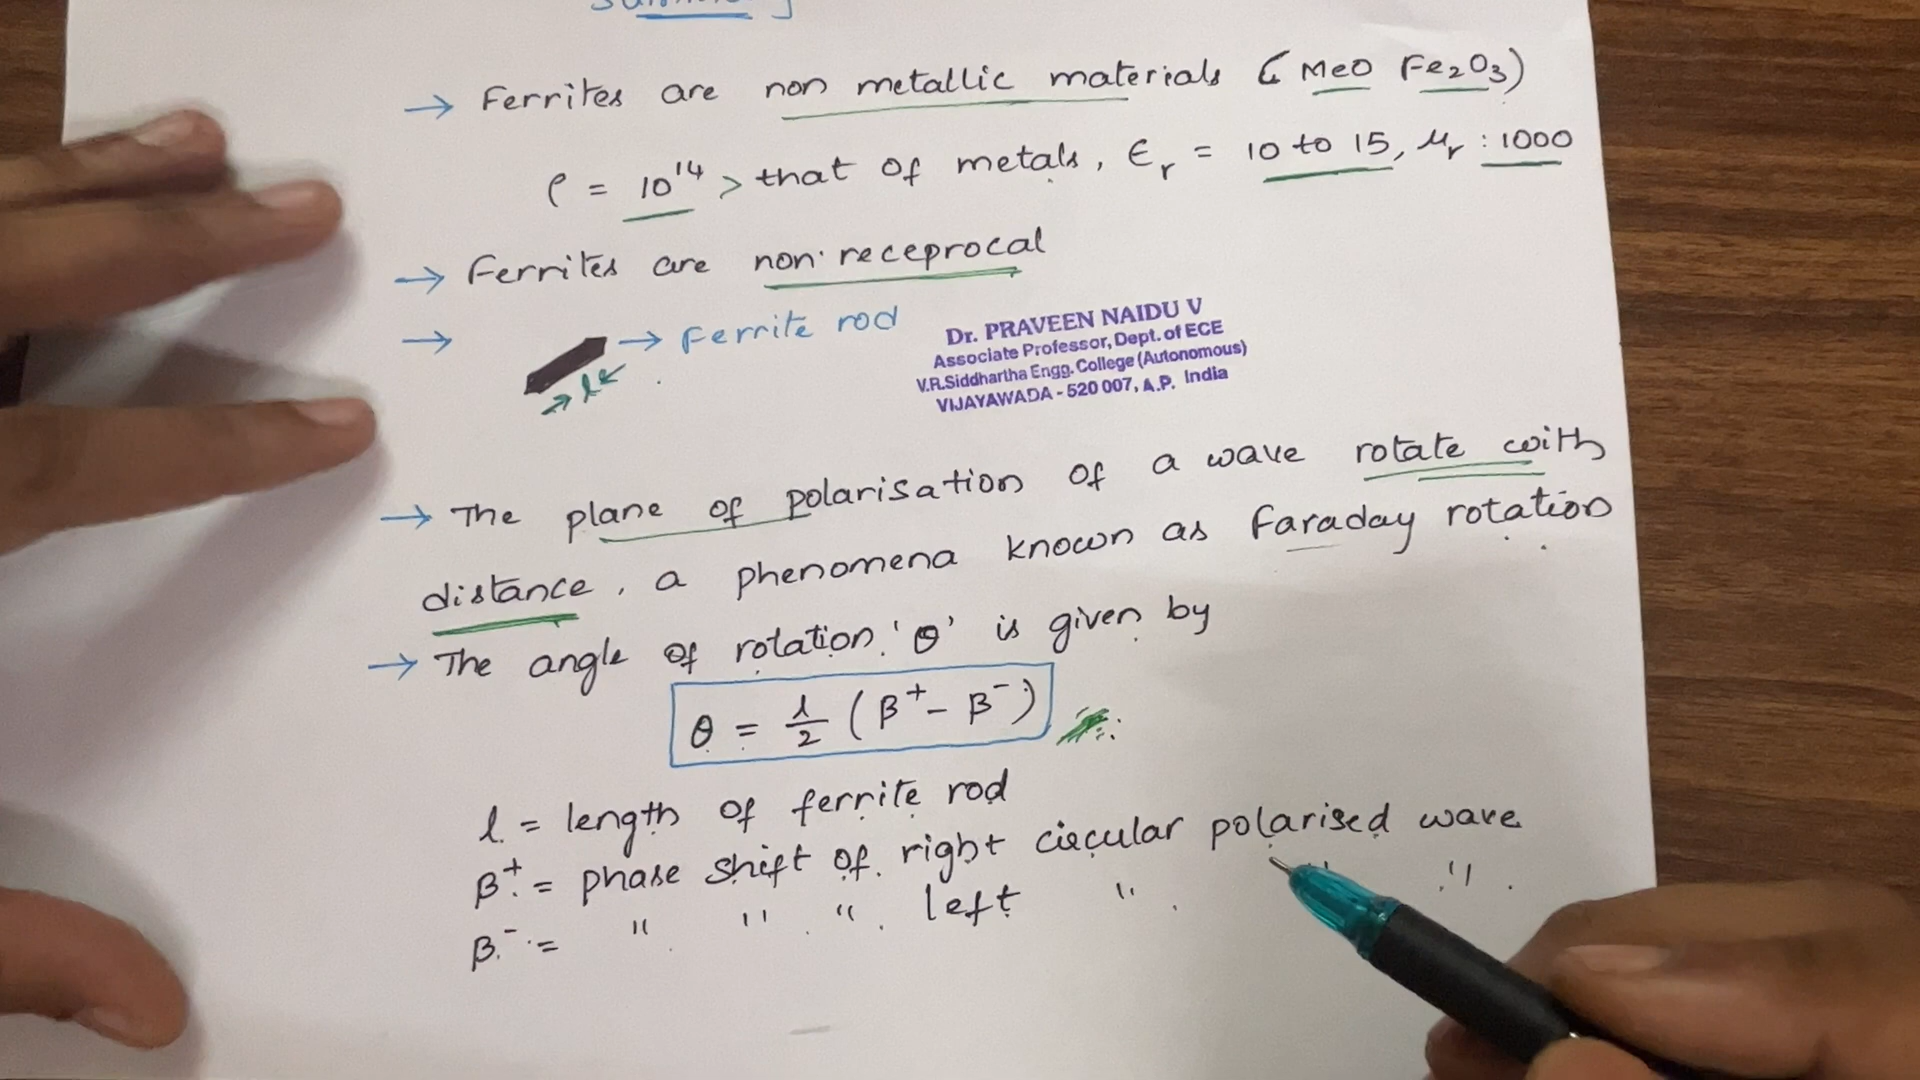 → Ferrites are non metallic materials ( MeO Fe₂O₃)
ρ = 10¹⁴ > that of metals, ϵᵣ = 10 to 15, μᵣ : 1000
→ Ferrites are non receprocal
→ → Ferrite rod
l
Dr. PRAVEEN NAIDU V
Associate Professor, Dept. of ECE
V.R.Siddhartha Engg. College (Autonomous)
VIJAYAWADA - 520 007, A.P. India
→ The plane of polarisation of a wave rotate with
distance, a phenomena known as Faraday rotation
→ The angle of rotation 'θ' is given by
θ = l/2 (β⁺ - β⁻)
l = length of ferrite rod
β⁺ = phase shift of right circular polarised wave
β⁻ = " " " left " " "